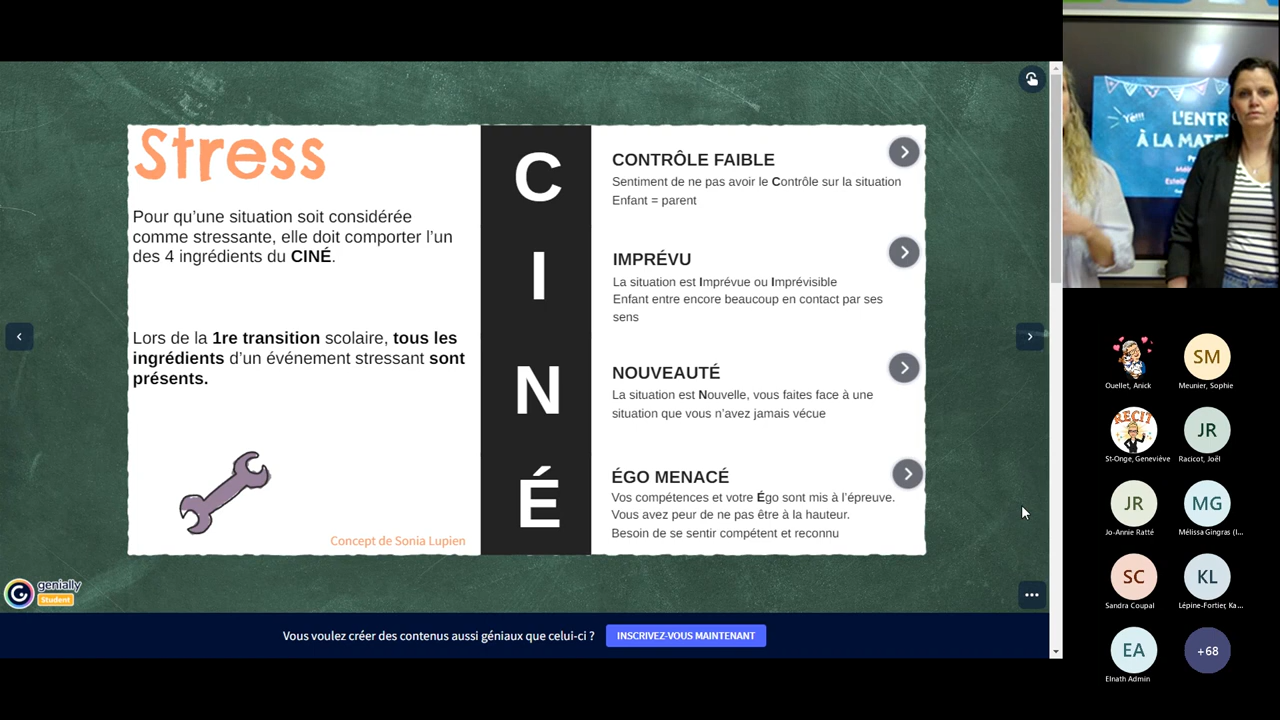 Stress
Pour qu’une situation soit considérée
comme stressante, elle doit comporter l’un
des 4 ingrédients du CINÉ.
Lors de la 1re transition scolaire, tous les
ingrédients d’un événement stressant sont
présents.
Concept de Sonia Lupien
C
I
N
É
CONTRÔLE FAIBLE
Sentiment de ne pas avoir le Contrôle sur la situation
Enfant = parent
IMPRÉVU
La situation est Imprévue ou Imprévisible
Enfant entre encore beaucoup en contact par ses
sens
NOUVEAUTÉ
La situation est Nouvelle, vous faites face à une
situation que vous n’avez jamais vécue
ÉGO MENACÉ
Vos compétences et votre Égo sont mis à l’épreuve.
Vous avez peur de ne pas être à la hauteur.
Besoin de se sentir compétent et reconnu
genially
Student
Vous voulez créer des contenus aussi géniaux que celui-ci ?
INSCRIVEZ-VOUS MAINTENANT
L'ENTR
À LA MATE
Ouellet, Anick
SM
Meunier, Sophie
RECIT
St-Onge, Geneviève
JR
Racicot, Joël
JR
Jo-Annie Ratté
MG
Mélissa Gingras (I...
SC
Sandra Coupal
KL
Lépine-Fortier, Ka...
EA
Elnath Admin
+68